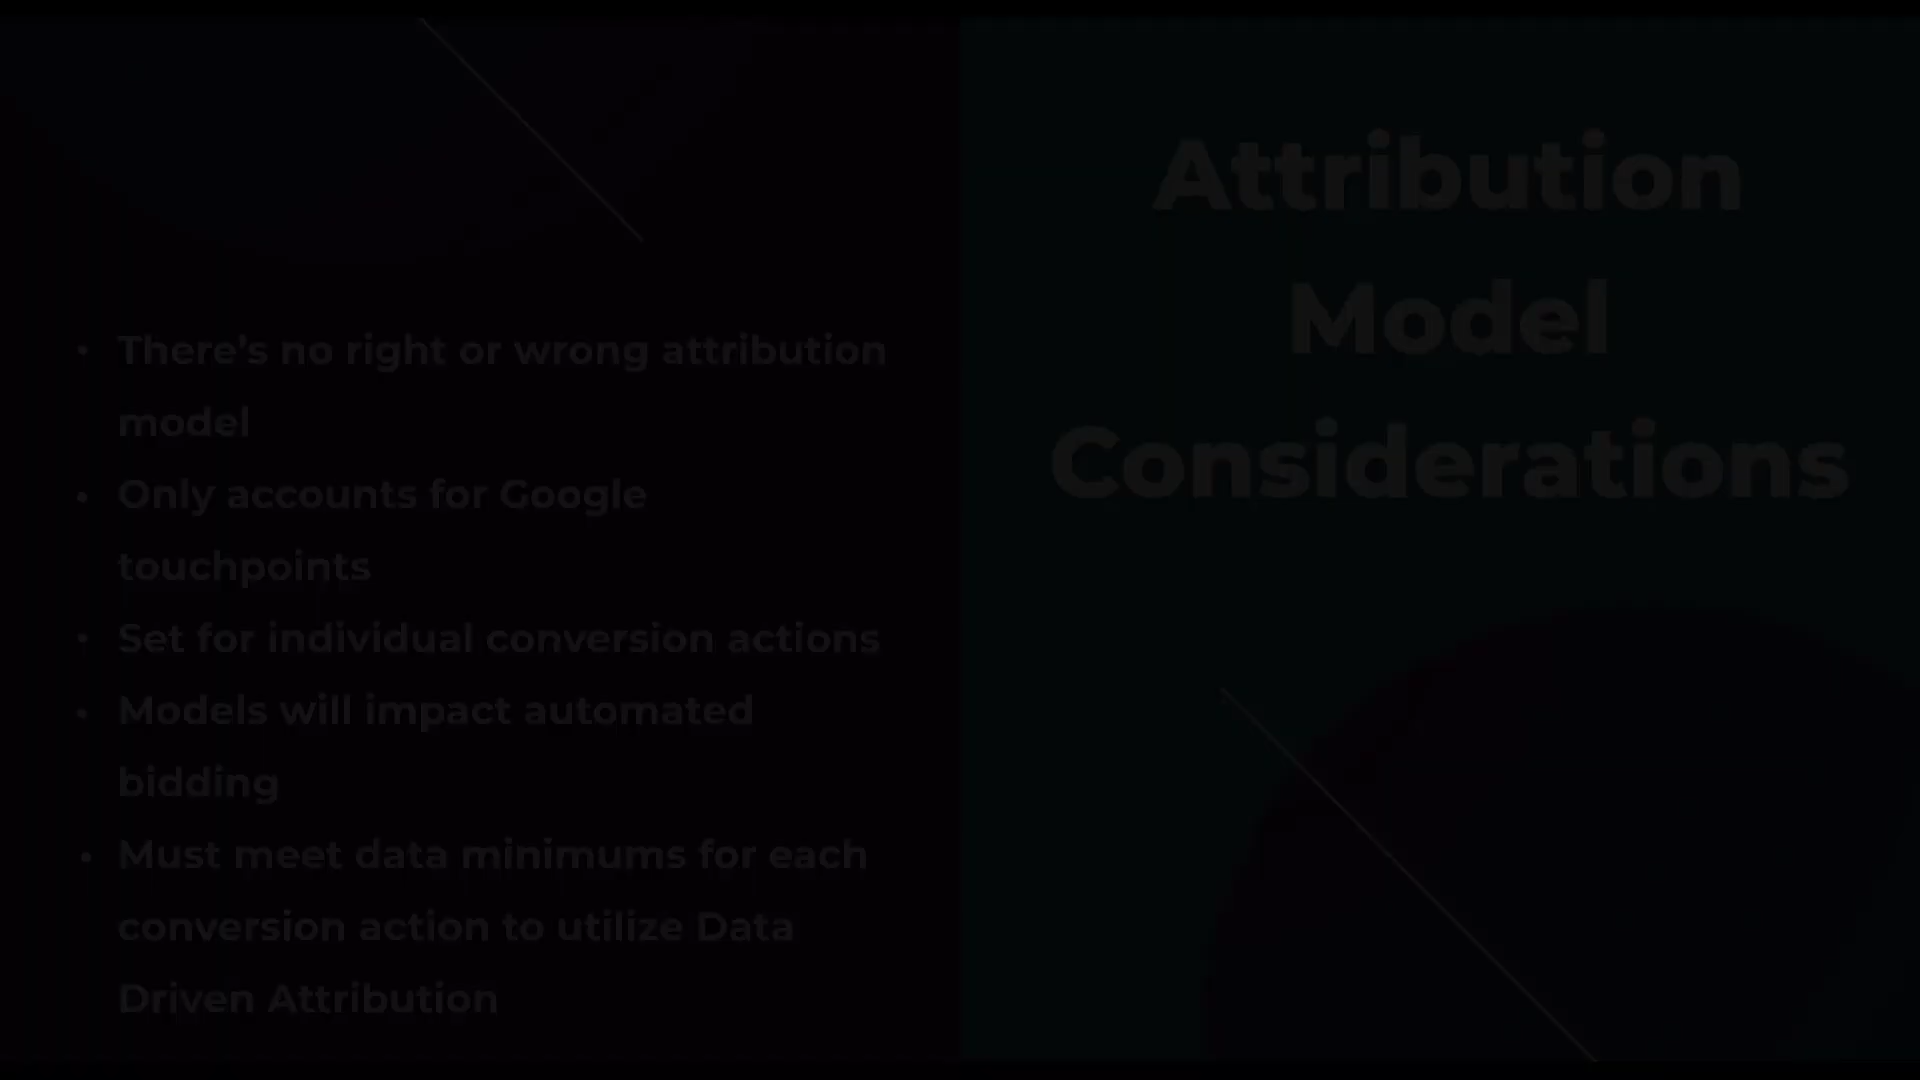 Attribution
Model
Considerations
• There's no right or wrong attribution
model
• Only accounts for Google
touchpoints
• Set for individual conversion actions
• Models will impact automated
bidding
• Must meet data minimums for each
conversion action to utilize Data
Driven Attribution